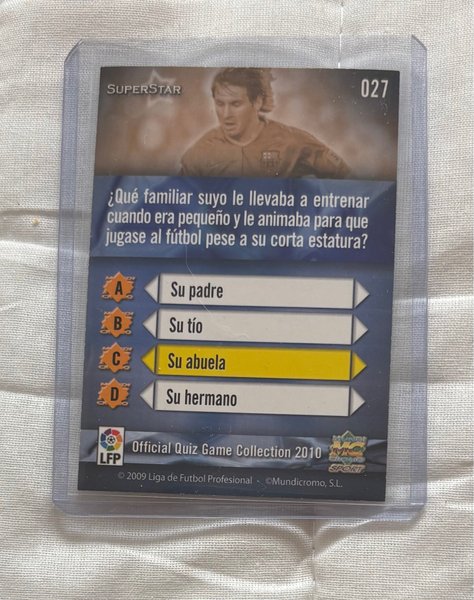 SUPERSTAR
027
¿Qué familiar suyo le llevaba a entrenar
cuando era pequeño y le animaba para que
jugase al fútbol pese a su corta estatura?
A Su padre
B Su tío
C Su abuela
D Su hermano
LFP
Official Quiz Game Collection 2010
SPORT
© 2009 Liga de Futbol Profesional - ©Mundicromo, S.L.